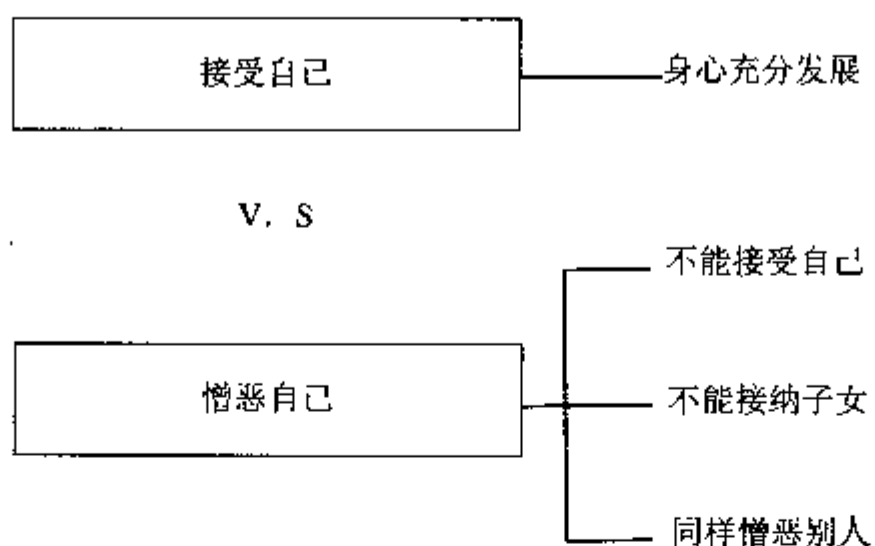 接受自己
身心充分发展
V. S
不能接受自己
憎恶自己
不能接纳子女
同样憎恶别人